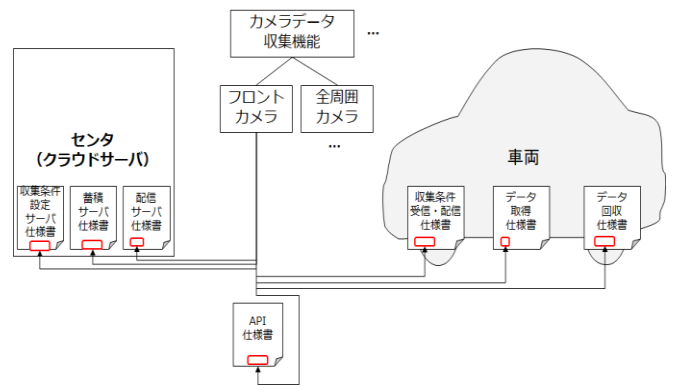 カメラデータ
収集機能
…
フロント
カメラ
全周囲
カメラ
…
センタ
（クラウドサーバ）
収集条件
設定
サーバ
仕様書
蓄積
サーバ
仕様書
配信
サーバ
仕様書
車両
収集条件
受信・配信
仕様書
データ
取得
仕様書
データ
回収
仕様書
API
仕様書